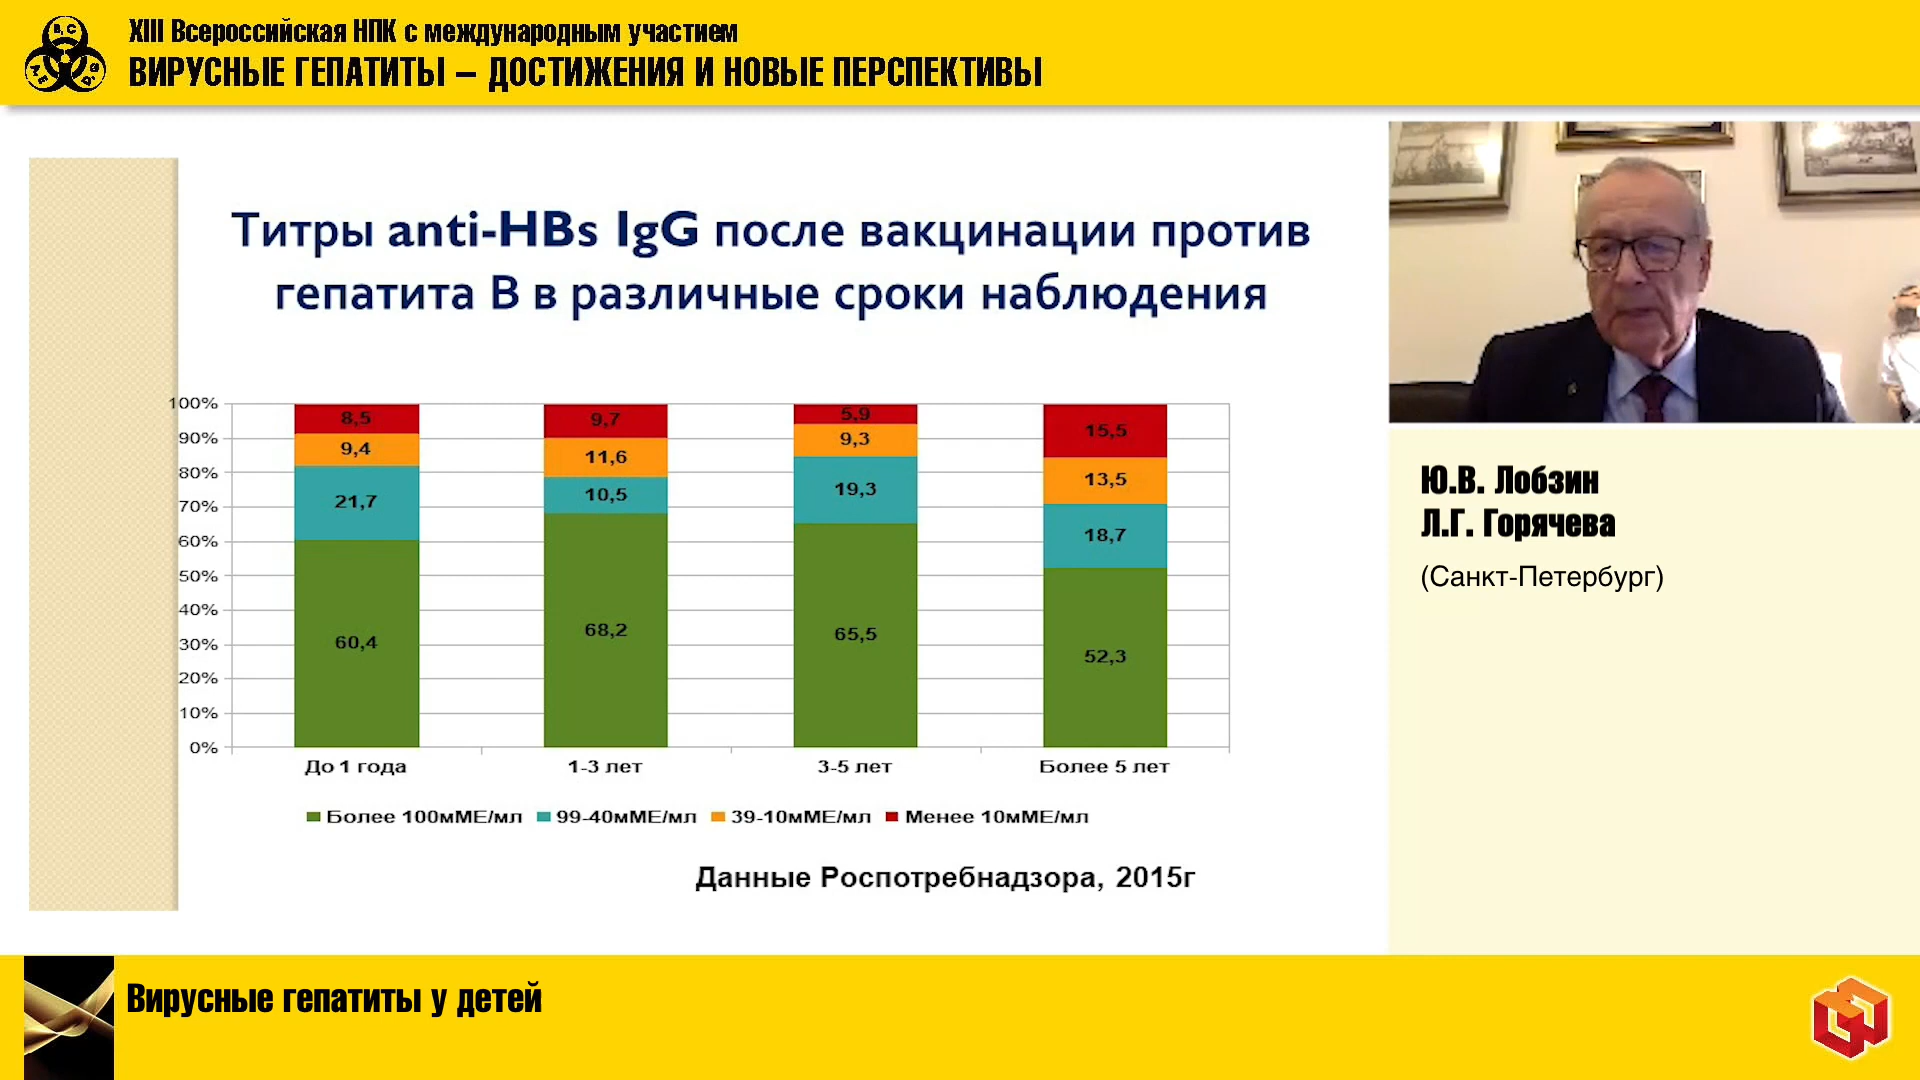 XIII Всероссийская НПК с международным участием
ВИРУСНЫЕ ГЕПАТИТЫ – ДОСТИЖЕНИЯ И НОВЫЕ ПЕРСПЕКТИВЫ
Титры anti-HBs IgG после вакцинации против
гепатита В в различные сроки наблюдения
100%
90%
80%
70%
60%
50%
40%
30%
20%
10%
0%
8,5
9,4
21,7
60,4
9,7
11,6
10,5
68,2
5,9
9,3
19,3
65,5
15,5
13,5
18,7
52,3
До 1 года
1-3 лет
3-5 лет
Более 5 лет
Более 100мМЕ/мл 99-40мМЕ/мл 39-10мМЕ/мл Менее 10мМЕ/мл
Данные Роспотребнадзора, 2015г
Ю.В. Лобзин
Л.Г. Горячева
(Санкт-Петербург)
Вирусные гепатиты у детей